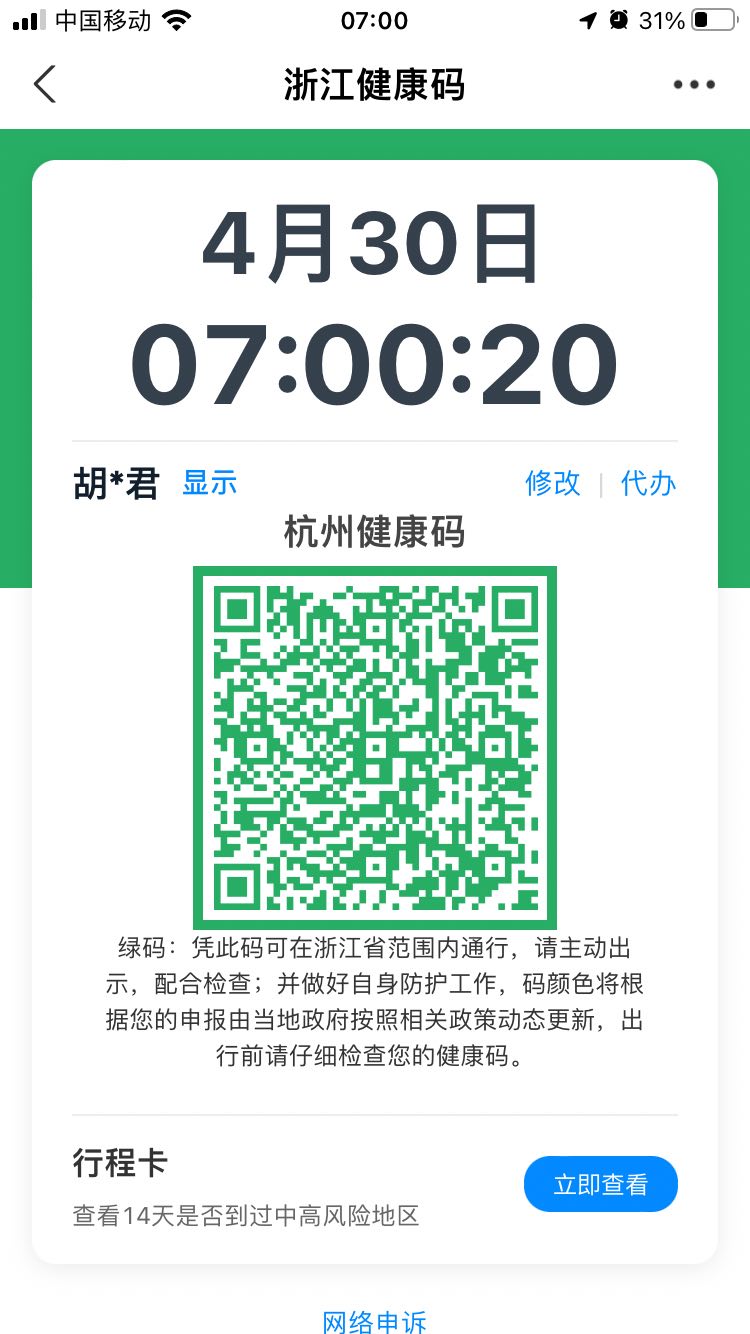 中国移动 07:00 31%
浙江健康码
4月30日
07:00:20
胡*君 显示 修改 | 代办
杭州健康码
绿码：凭此码可在浙江省范围内通行，请主动出
示，配合检查；并做好自身防护工作，码颜色将根
据您的申报由当地政府按照相关政策动态更新，出
行前请仔细检查您的健康码。
行程卡
立即查看
查看14天是否到过中高风险地区
网络申诉